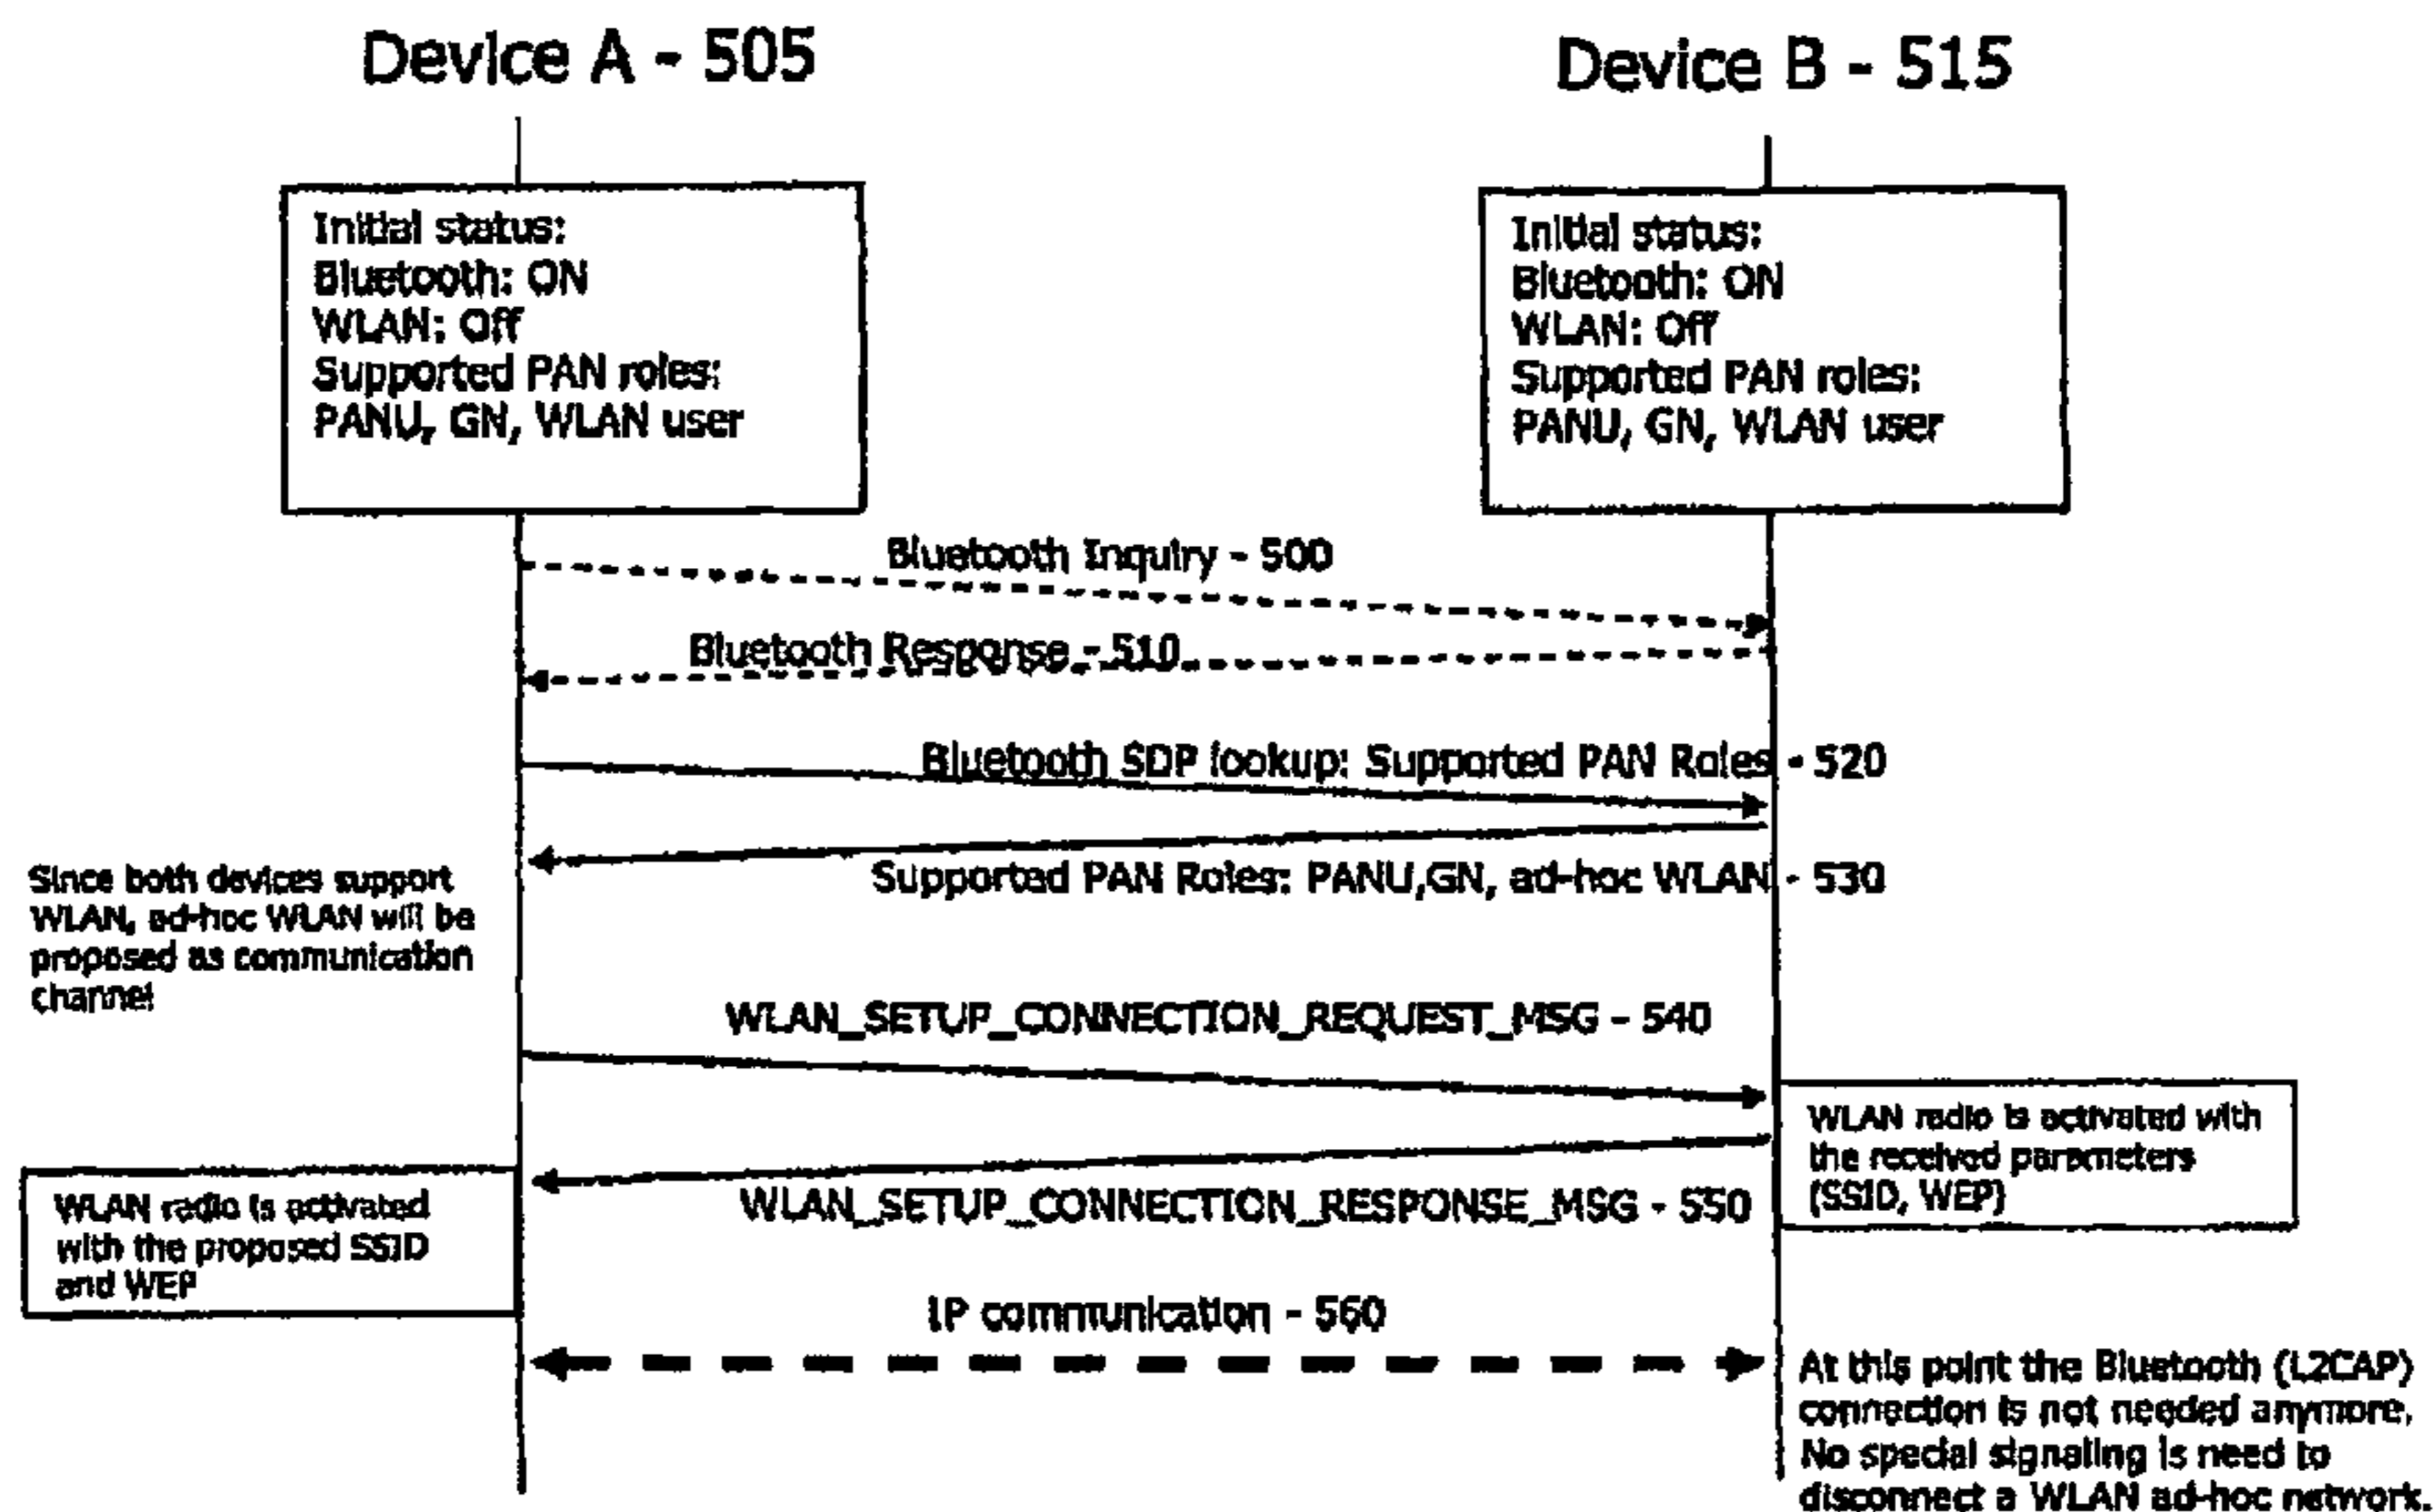 Device A - 505
Device B - 515
Initial status:
Bluetooth: ON
WLAN: Off
Supported PAN roles:
PANU, GN, WLAN user
Initial status:
Bluetooth: ON
WLAN: Off
Supported PAN roles:
PANU, GN, WLAN user
Bluetooth Inquiry - 500
Bluetooth Response - 510
Bluetooth SDP lookup: Supported PAN Roles - 520
Supported PAN Roles: PANU,GN, ad-hoc WLAN - 530
Since both devices support
WLAN, ad-hoc WLAN will be
proposed as communication
channel
WLAN_SETUP_CONNECTION_REQUEST_MSG - 540
WLAN radio is activated with
the received parameters
(SSID, WEP)
WLAN_SETUP_CONNECTION_RESPONSE_MSG - 550
WLAN radio is activated
with the proposed SSID
and WEP
IP communication - 560
At this point the Bluetooth (L2CAP)
connection is not needed anymore.
No special signaling is need to
disconnect a WLAN ad-hoc network.